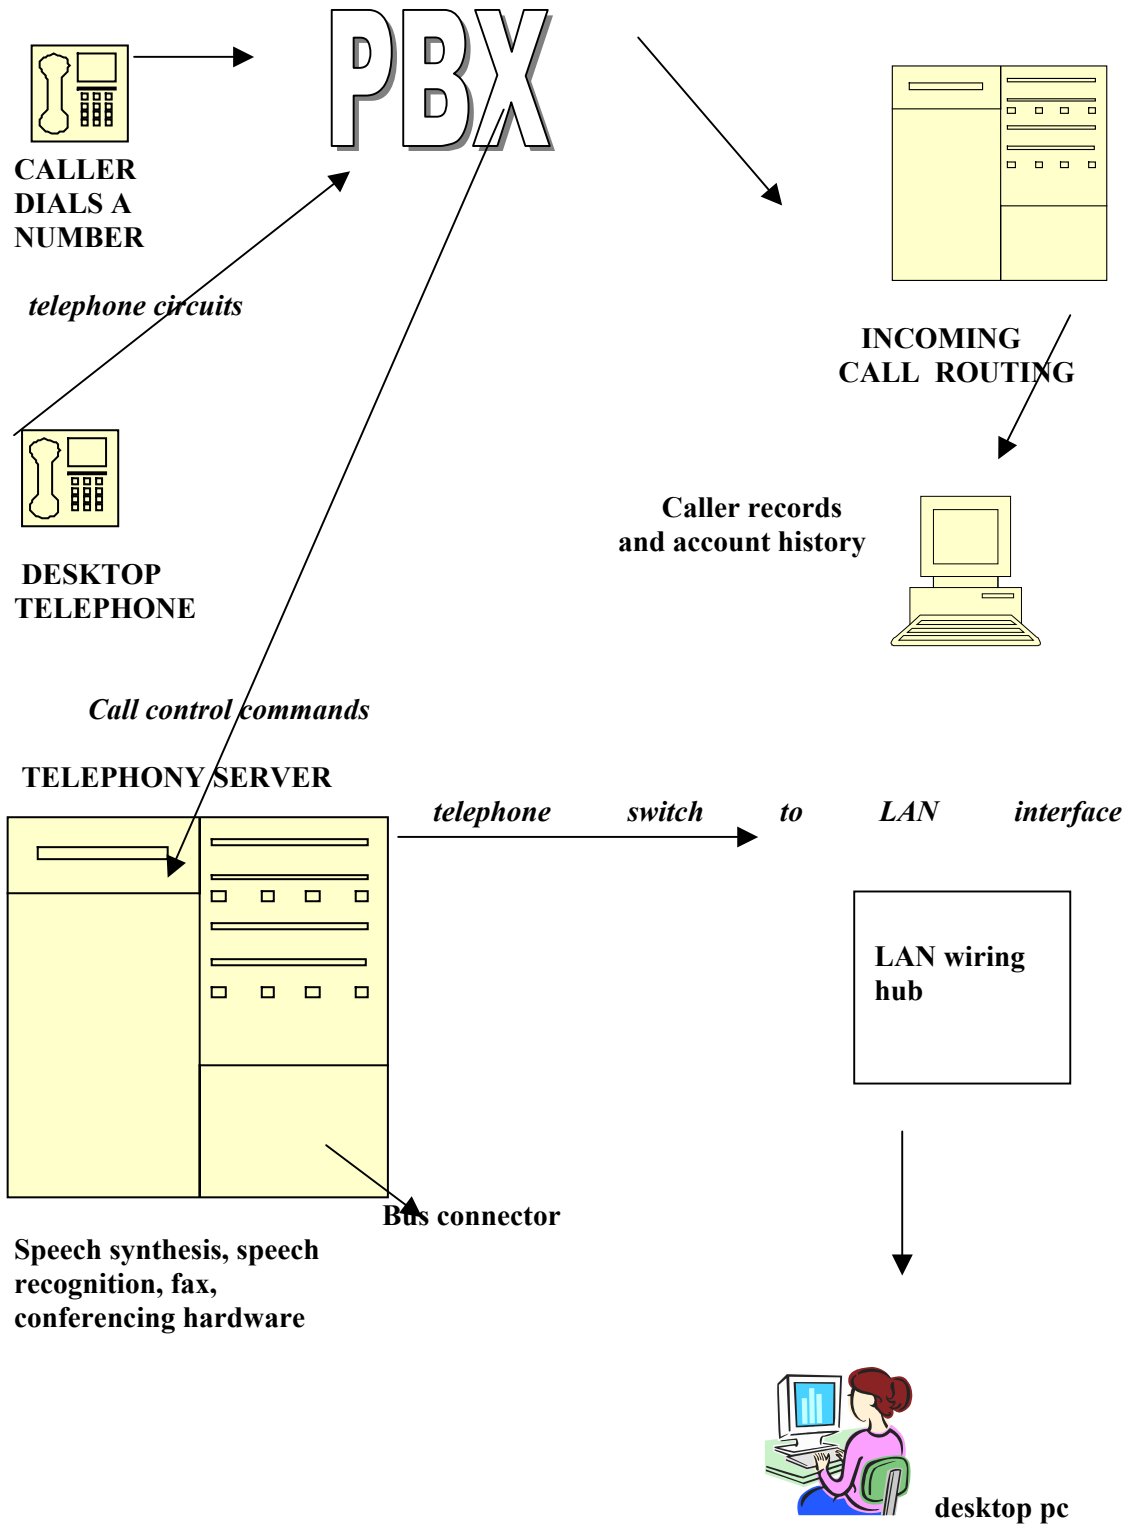 PBX
CALLER
DIALS A
NUMBER
telephone circuits
INCOMING
CALL ROUTING
Caller records
and account history
DESKTOP
TELEPHONE
Call control commands
TELEPHONY SERVER
telephone switch to LAN interface
LAN wiring
hub
Bus connector
Speech synthesis, speech
recognition, fax,
conferencing hardware
desktop pc